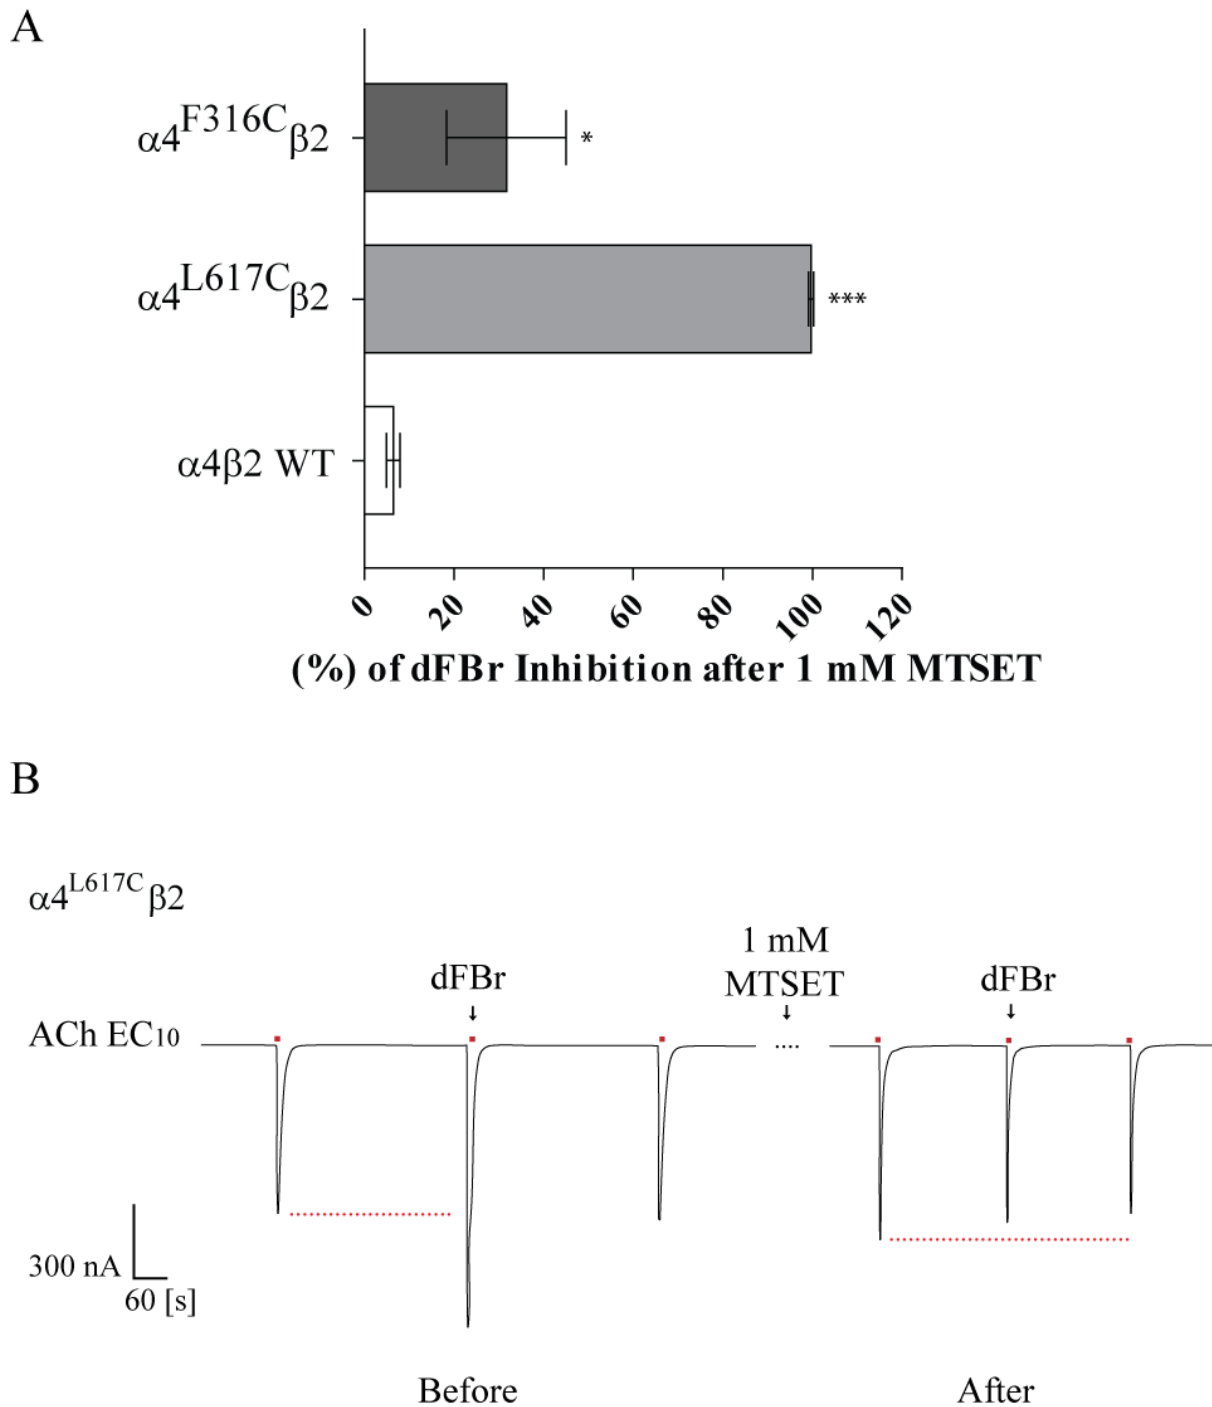 A
α4F316Cβ2
*
α4L617Cβ2
***
α4β2 WT
0 20 40 60 80 100 120
(%) of dFBr Inhibition after 1 mM MTSET
B
α4L617Cβ2
1 mM
dFBr MTSET dFBr
ACh EC10
300 nA
60 [s]
Before After